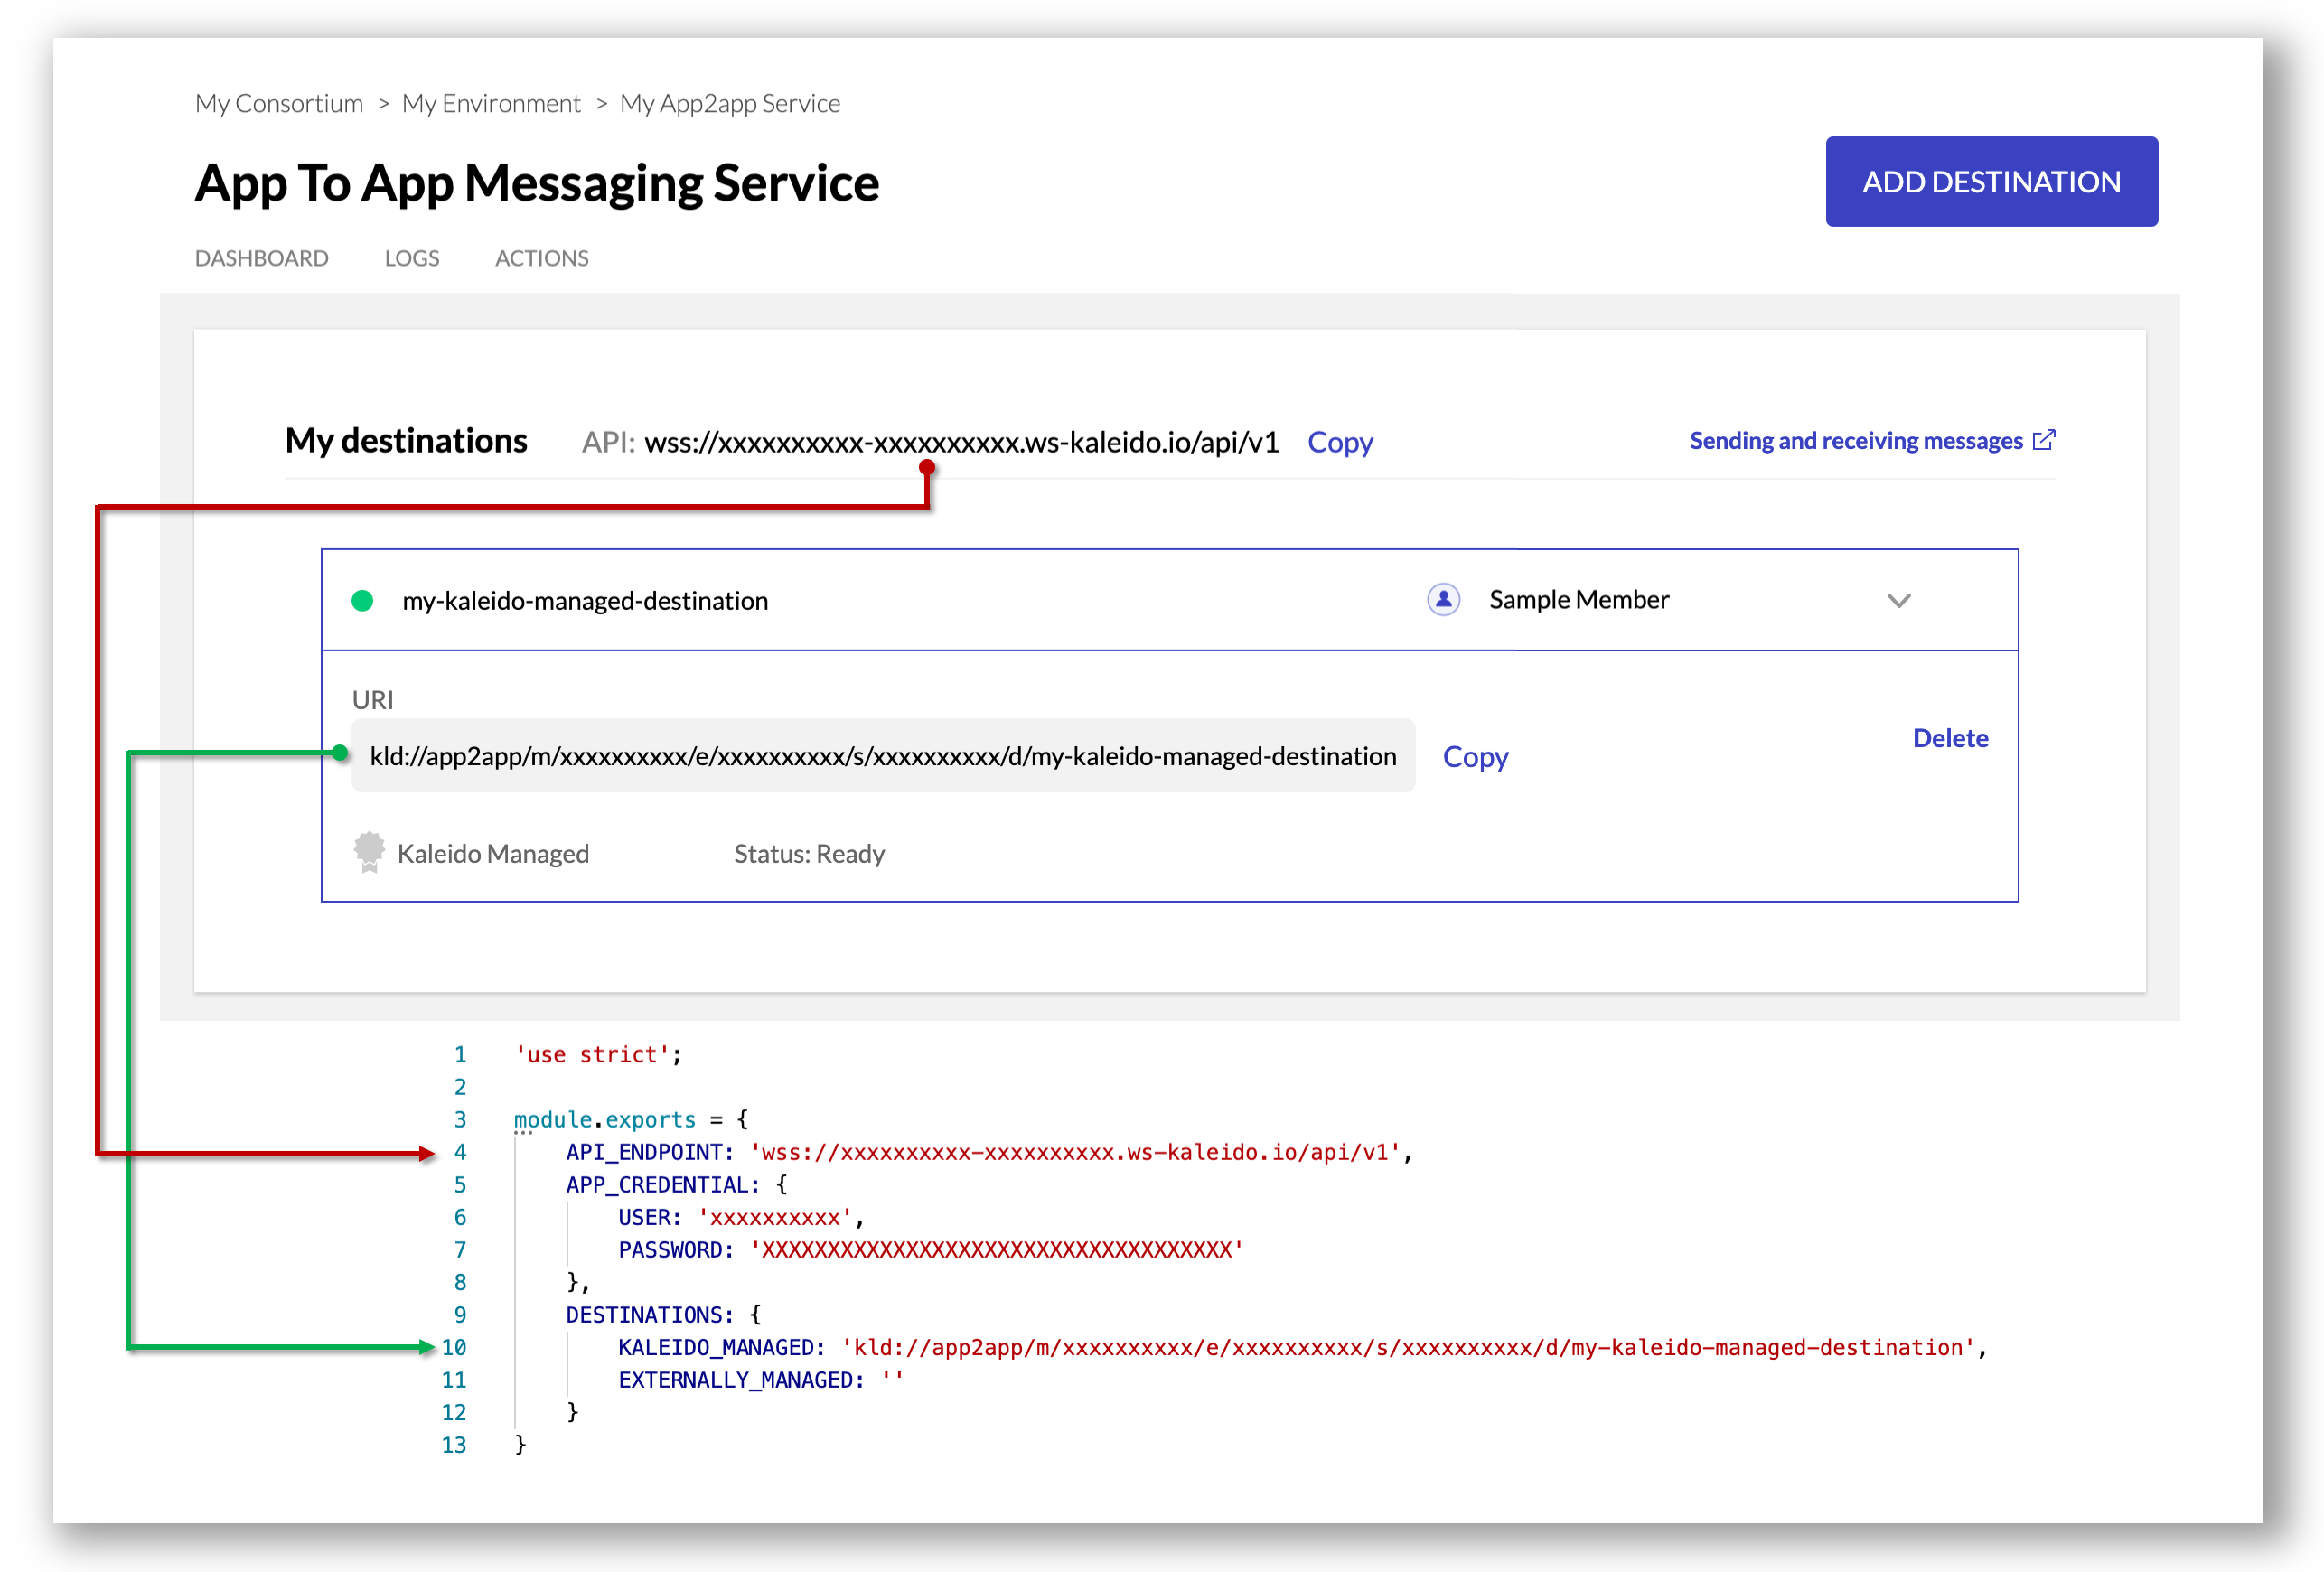 My Consortium > My Environment > My App2app Service
App To App Messaging Service
ADD DESTINATION
DASHBOARD LOGS ACTIONS
My destinations API: wss://xxxxxxxxxx-xxxxxxxxxx.ws-kaleido.io/api/v1 Copy Sending and receiving messages
my-kaleido-managed-destination Sample Member
URI
kld://app2app/m/xxxxxxxxxx/e/xxxxxxxxxx/s/xxxxxxxxxx/d/my-kaleido-managed-destination Copy
Delete
Kaleido Managed Status: Ready
1 'use strict';
2
3 module.exports = {
4 API_ENDPOINT: 'wss://xxxxxxxxxx-xxxxxxxxxx.ws-kaleido.io/api/v1',
5 APP_CREDENTIAL: {
6 USER: 'xxxxxxxxxx',
7 PASSWORD: 'XXXXXXXXXXXXXXXXXXXXXXXXXXXXXXXXXXXX'
8 },
9 DESTINATIONS: {
10 KALEIDO_MANAGED: 'kld://app2app/m/xxxxxxxxxx/e/xxxxxxxxxx/s/xxxxxxxxxx/d/my-kaleido-managed-destination',
11 EXTERNALLY_MANAGED: ''
12 }
13 }